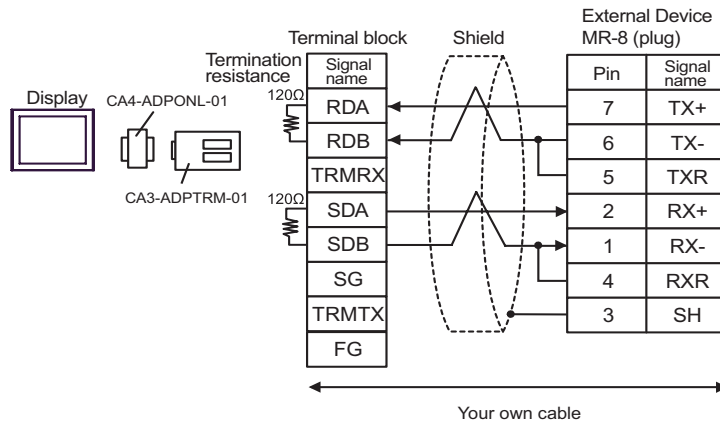 External Device
MR-8 (plug)
Terminal block
Shield
Termination
resistance
Display
CA4-ADPONL-01
CA3-ADPTRM-01
120Ω
120Ω
Signal
name
RDA
RDB
TRMRX
SDA
SDB
SG
TRMTX
FG
Pin
Signal
name
7 TX+
6 TX-
5 TXR
2 RX+
1 RX-
4 RXR
3 SH
Your own cable